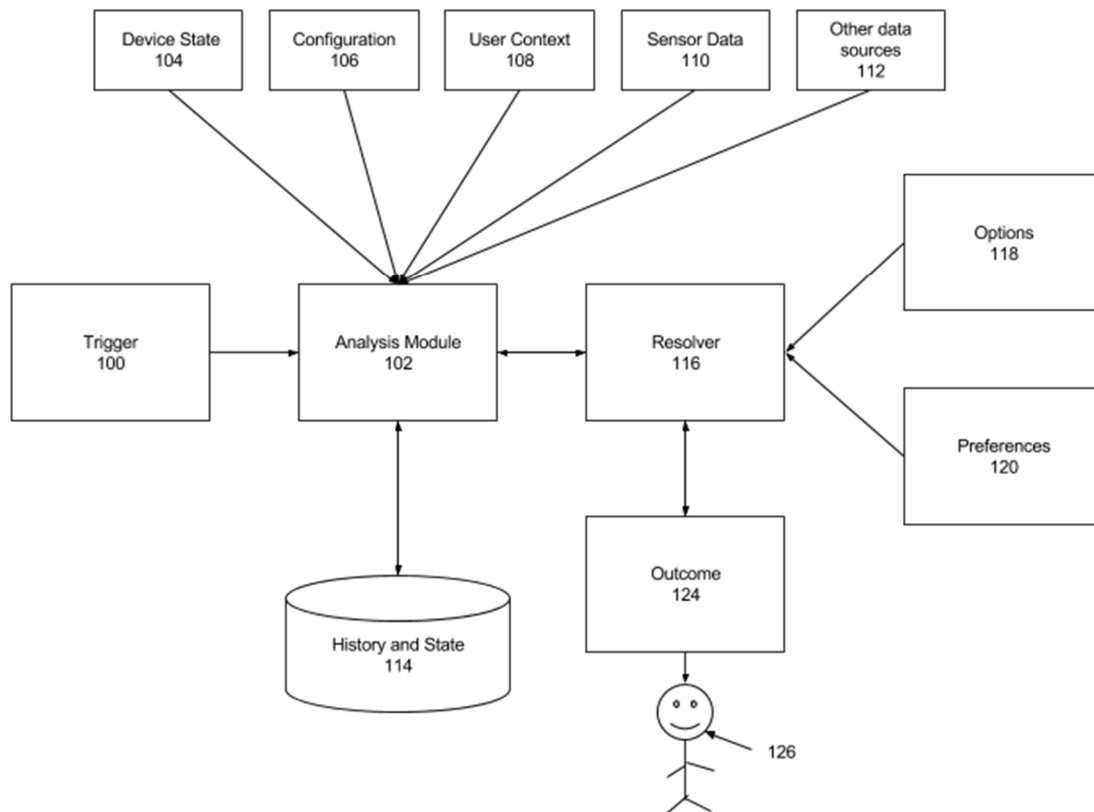 Device State
104
Configuration
106
User Context
108
Sensor Data
110
Other data
sources
112
Options
118
Trigger
100
Analysis Module
102
Resolver
116
Preferences
120
Outcome
124
History and State
114
126